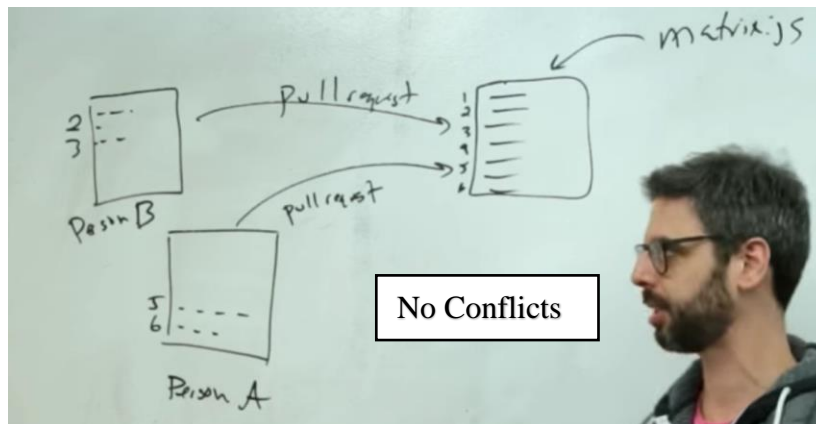 matrix.js
pull request
1
2
3
4
5
6
2
3
Person B
pull request
5
6
Person A
No Conflicts